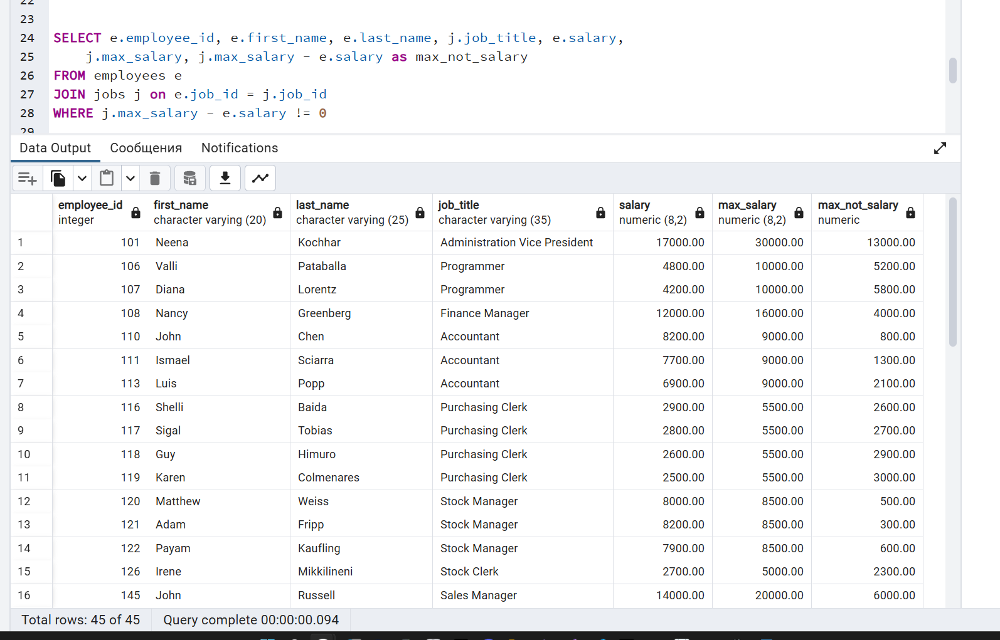 22
23
24 SELECT e.employee_id, e.first_name, e.last_name, j.job_title, e.salary,
25 j.max_salary, j.max_salary - e.salary as max_not_salary
26 FROM employees e
27 JOIN jobs j on e.job_id = j.job_id
28 WHERE j.max_salary - e.salary != 0
29
Data Output Сообщения Notifications
employee_id first_name last_name job_title salary max_salary max_not_salary
integer character varying (20) character varying (25) character varying (35) numeric (8,2) numeric (8,2) numeric
1 101 Neena Kochhar Administration Vice President 17000.00 30000.00 13000.00
2 106 Valli Pataballa Programmer 4800.00 10000.00 5200.00
3 107 Diana Lorentz Programmer 4200.00 10000.00 5800.00
4 108 Nancy Greenberg Finance Manager 12000.00 16000.00 4000.00
5 110 John Chen Accountant 8200.00 9000.00 800.00
6 111 Ismael Sciarra Accountant 7700.00 9000.00 1300.00
7 113 Luis Popp Accountant 6900.00 9000.00 2100.00
8 116 Shelli Baida Purchasing Clerk 2900.00 5500.00 2600.00
9 117 Sigal Tobias Purchasing Clerk 2800.00 5500.00 2700.00
10 118 Guy Himuro Purchasing Clerk 2600.00 5500.00 2900.00
11 119 Karen Colmenares Purchasing Clerk 2500.00 5500.00 3000.00
12 120 Matthew Weiss Stock Manager 8000.00 8500.00 500.00
13 121 Adam Fripp Stock Manager 8200.00 8500.00 300.00
14 122 Payam Kaufling Stock Manager 7900.00 8500.00 600.00
15 126 Irene Mikkilineni Stock Clerk 2700.00 5000.00 2300.00
16 145 John Russell Sales Manager 14000.00 20000.00 6000.00
Total rows: 45 of 45 Query complete 00:00:00.094